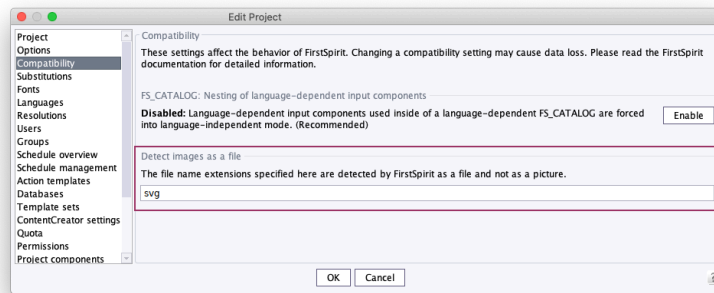 Edit Project
Project
Options
Compatibility
Substitutions
Fonts
Languages
Resolutions
Users
Groups
Schedule overview
Schedule management
Action templates
Databases
Template sets
ContentCreator settings
Quota
Permissions
Project components
Compatibility
These settings affect the behavior of FirstSpirit. Changing a compatibility setting may cause data loss. Please read the FirstSpirit
documentation for detailed information.
FS_CATALOG: Nesting of language-dependent input components
Disabled: Language-dependent input components used inside of a language-dependent FS_CATALOG are forced
into language-independent mode. (Recommended)
Enable
Detect images as a file
The file name extensions specified here are detected by FirstSpirit as a file and not as a picture.
svg
OK
Cancel